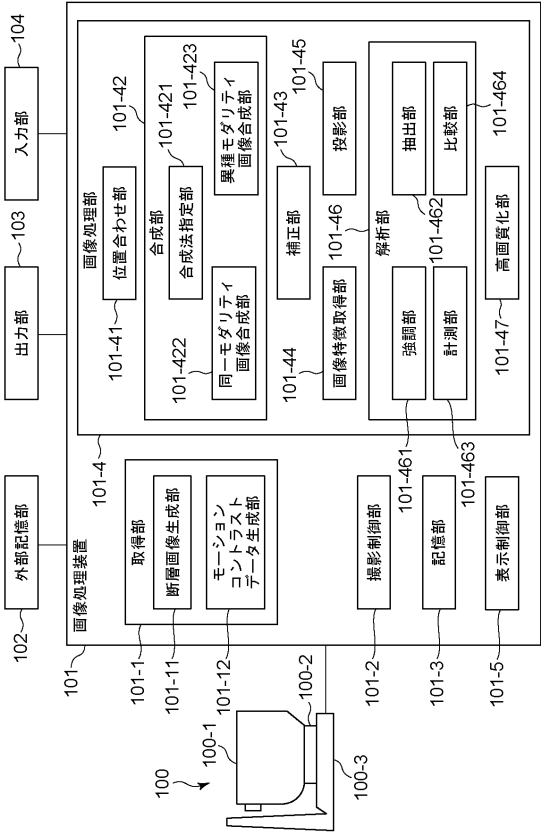 外部記憶部
102
出力部
103
入力部
104
画像処理装置
101
取得部
101-1
断層画像生成部
101-11
モーション
コントラスト
データ生成部
101-12
撮影制御部
101-2
記憶部
101-3
表示制御部
101-5
画像処理部
101-4
位置合わせ部
101-41
合成部
101-42
合成法指定部
101-421
同一モダリティ
画像合成部
101-422
異種モダリティ
画像合成部
101-423
補正部
101-43
画像特徴取得部
101-44
投影部
101-45
解析部
101-46
強調部
101-461
抽出部
101-462
計測部
101-463
比較部
101-464
高画質化部
101-47
100
100-1
100-2
100-3